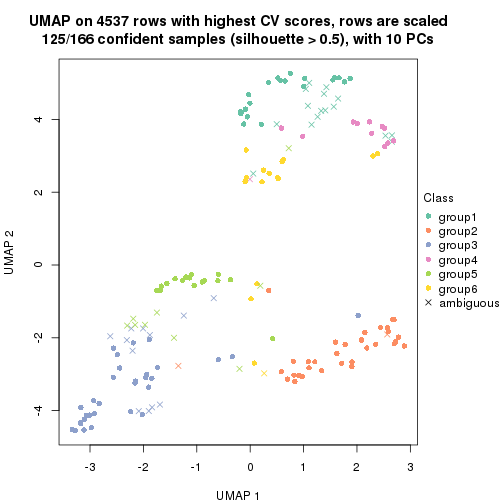 UMAP on 4537 rows with highest CV scores, rows are scaled
125/166 confident samples (silhouette > 0.5), with 10 PCs
4
2
0
-2
-4
UMAP 2
-3
-2
-1
0
1
2
3
UMAP 1
Class
group1
group2
group3
group4
group5
group6
ambiguous